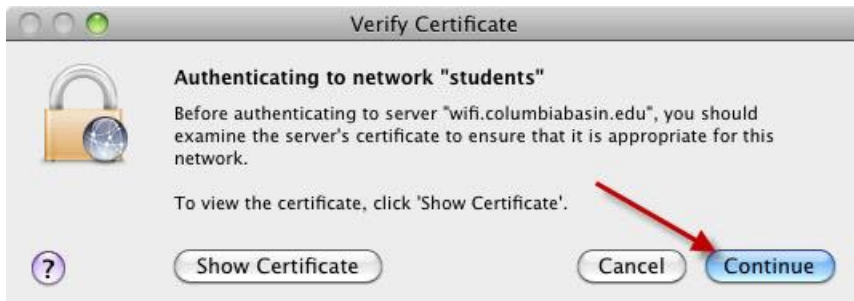 Verify Certificate
Authenticating to network "students"
Before authenticating to server "wifi.columbiabasin.edu", you should
examine the server's certificate to ensure that it is appropriate for this
network.
To view the certificate, click 'Show Certificate'.
?
Show Certificate
Cancel
Continue